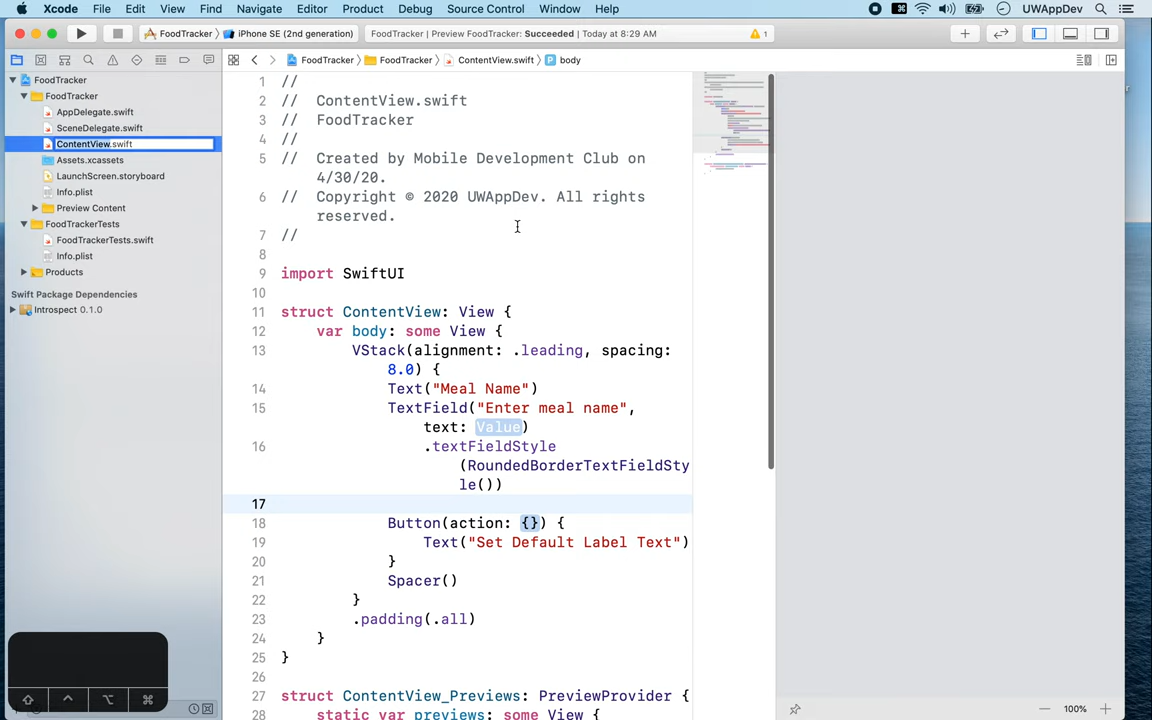 Xcode File Edit View Find Navigate Editor Product Debug Source Control Window Help UWAppDev
FoodTracker iPhone SE (2nd generation) FoodTracker | Preview FoodTracker: Succeeded | Today at 8:29 AM 1
FoodTracker FoodTracker ContentView.swift body
FoodTracker
FoodTracker
AppDelegate.swift
SceneDelegate.swift
ContentView.swift
Assets.xcassets
LaunchScreen.storyboard
Info.plist
Preview Content
FoodTrackerTests
FoodTrackerTests.swift
Info.plist
Products
Swift Package Dependencies
Introspect 0.1.0
1 //
2 // ContentView.swift
3 // FoodTracker
4 //
5 // Created by Mobile Development Club on
4/30/20.
6 // Copyright © 2020 UWAppDev. All rights
reserved.
7 //
8
9 import SwiftUI
10
11 struct ContentView: View {
12 var body: some View {
13 VStack(alignment: .leading, spacing:
8.0) {
14 Text("Meal Name")
15 TextField("Enter meal name",
text: Value)
16 .textFieldStyle
(RoundedBorderTextFieldSty
le())
17
18 Button(action: {}) {
19 Text("Set Default Label Text")
20 }
21 Spacer()
22 }
23 .padding(.all)
24 }
25 }
26
27 struct ContentView_Previews: PreviewProvider {
28 static var previews: some View {
⇧ ^ ⌥ ⌘
100%